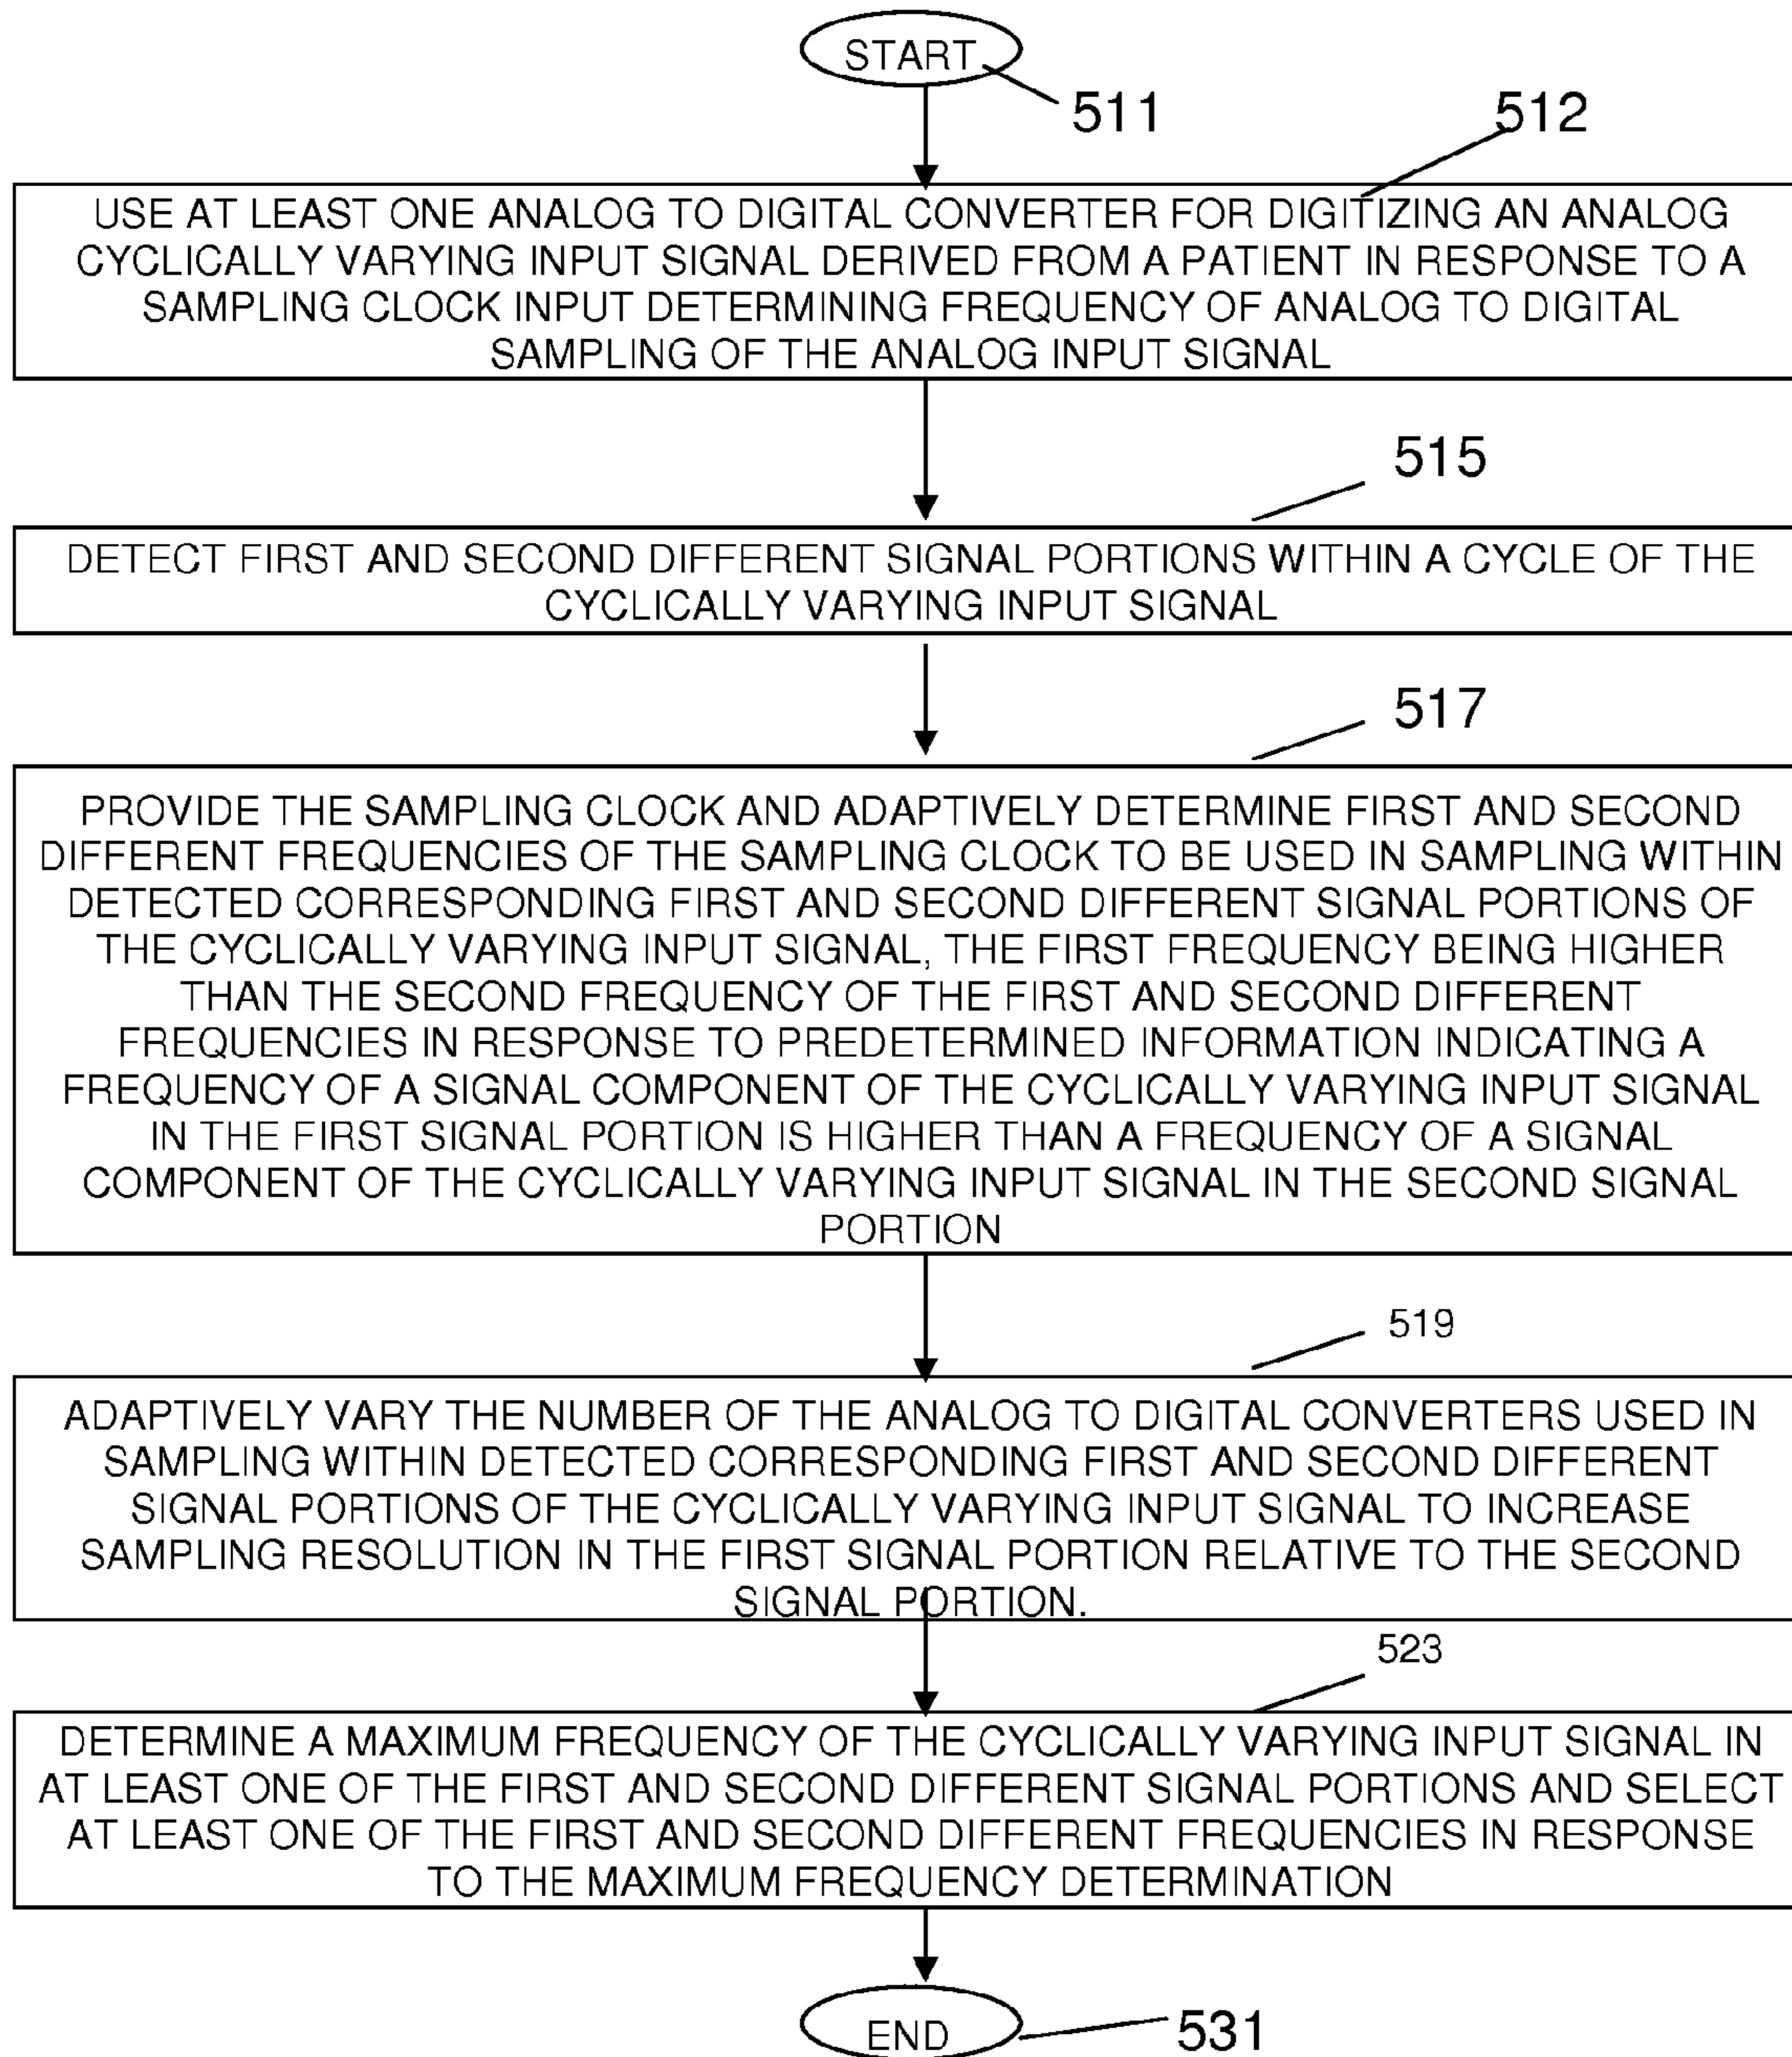 START
511
512
USE AT LEAST ONE ANALOG TO DIGITAL CONVERTER FOR DIGITIZING AN ANALOG
CYCLICALLY VARYING INPUT SIGNAL DERIVED FROM A PATIENT IN RESPONSE TO A
SAMPLING CLOCK INPUT DETERMINING FREQUENCY OF ANALOG TO DIGITAL
SAMPLING OF THE ANALOG INPUT SIGNAL
515
DETECT FIRST AND SECOND DIFFERENT SIGNAL PORTIONS WITHIN A CYCLE OF THE
CYCLICALLY VARYING INPUT SIGNAL
517
PROVIDE THE SAMPLING CLOCK AND ADAPTIVELY DETERMINE FIRST AND SECOND
DIFFERENT FREQUENCIES OF THE SAMPLING CLOCK TO BE USED IN SAMPLING WITHIN
DETECTED CORRESPONDING FIRST AND SECOND DIFFERENT SIGNAL PORTIONS OF
THE CYCLICALLY VARYING INPUT SIGNAL, THE FIRST FREQUENCY BEING HIGHER
THAN THE SECOND FREQUENCY OF THE FIRST AND SECOND DIFFERENT
FREQUENCIES IN RESPONSE TO PREDETERMINED INFORMATION INDICATING A
FREQUENCY OF A SIGNAL COMPONENT OF THE CYCLICALLY VARYING INPUT SIGNAL
IN THE FIRST SIGNAL PORTION IS HIGHER THAN A FREQUENCY OF A SIGNAL
COMPONENT OF THE CYCLICALLY VARYING INPUT SIGNAL IN THE SECOND SIGNAL
PORTION
519
ADAPTIVELY VARY THE NUMBER OF THE ANALOG TO DIGITAL CONVERTERS USED IN
SAMPLING WITHIN DETECTED CORRESPONDING FIRST AND SECOND DIFFERENT
SIGNAL PORTIONS OF THE CYCLICALLY VARYING INPUT SIGNAL TO INCREASE
SAMPLING RESOLUTION IN THE FIRST SIGNAL PORTION RELATIVE TO THE SECOND
SIGNAL PORTION.
523
DETERMINE A MAXIMUM FREQUENCY OF THE CYCLICALLY VARYING INPUT SIGNAL IN
AT LEAST ONE OF THE FIRST AND SECOND DIFFERENT SIGNAL PORTIONS AND SELECT
AT LEAST ONE OF THE FIRST AND SECOND DIFFERENT FREQUENCIES IN RESPONSE
TO THE MAXIMUM FREQUENCY DETERMINATION
END
531